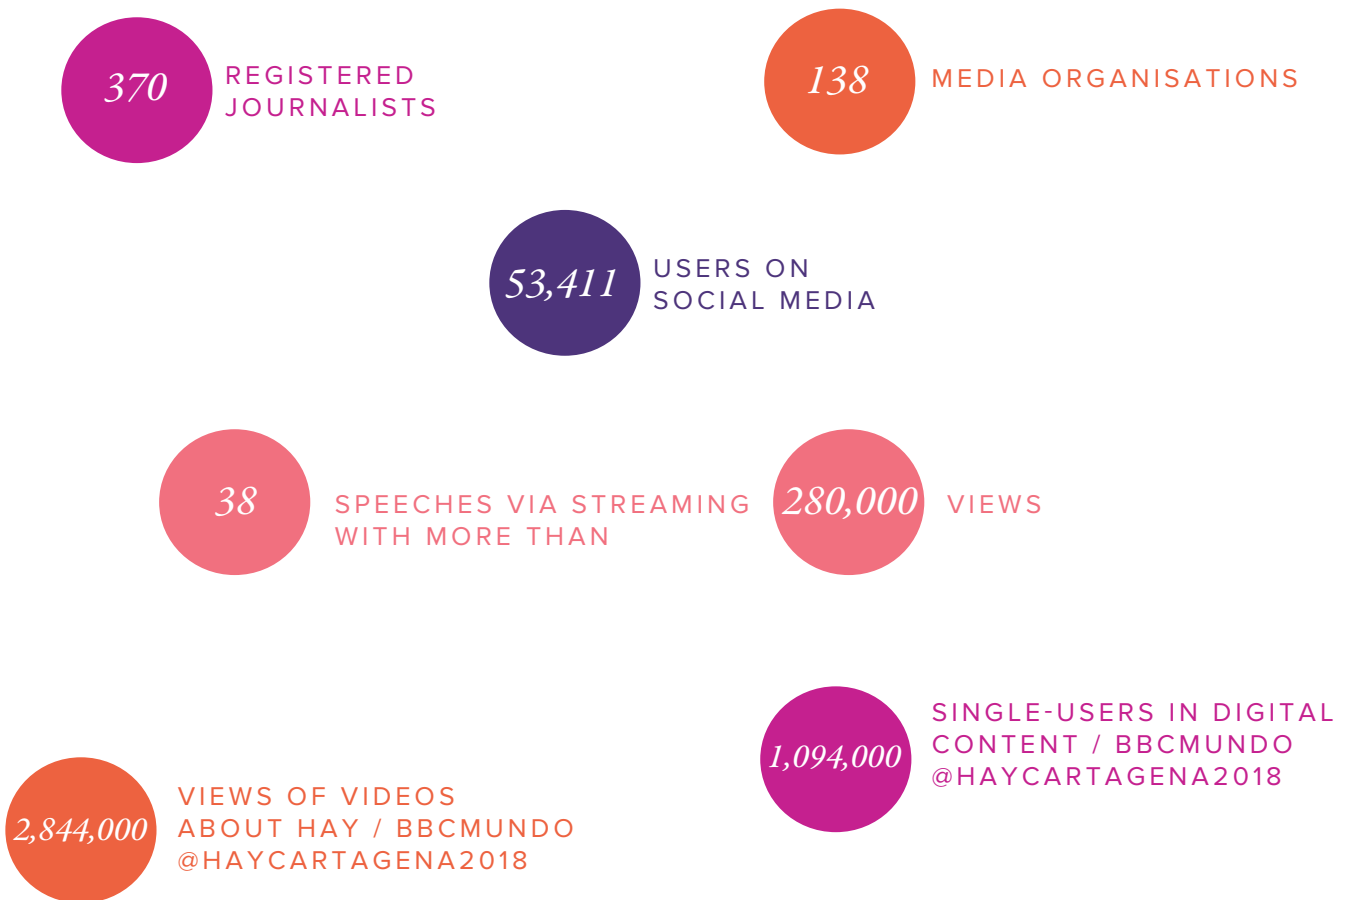 370
REGISTERED
JOURNALISTS
138
MEDIA ORGANISATIONS
53,411
USERS ON
SOCIAL MEDIA
38
SPEECHES VIA STREAMING
WITH MORE THAN
280,000
VIEWS
1,094,000
SINGLE-USERS IN DIGITAL
CONTENT / BBCMUNDO
@HAYCARTAGENA2018
2,844,000
VIEWS OF VIDEOS
ABOUT HAY / BBCMUNDO
@HAYCARTAGENA2018